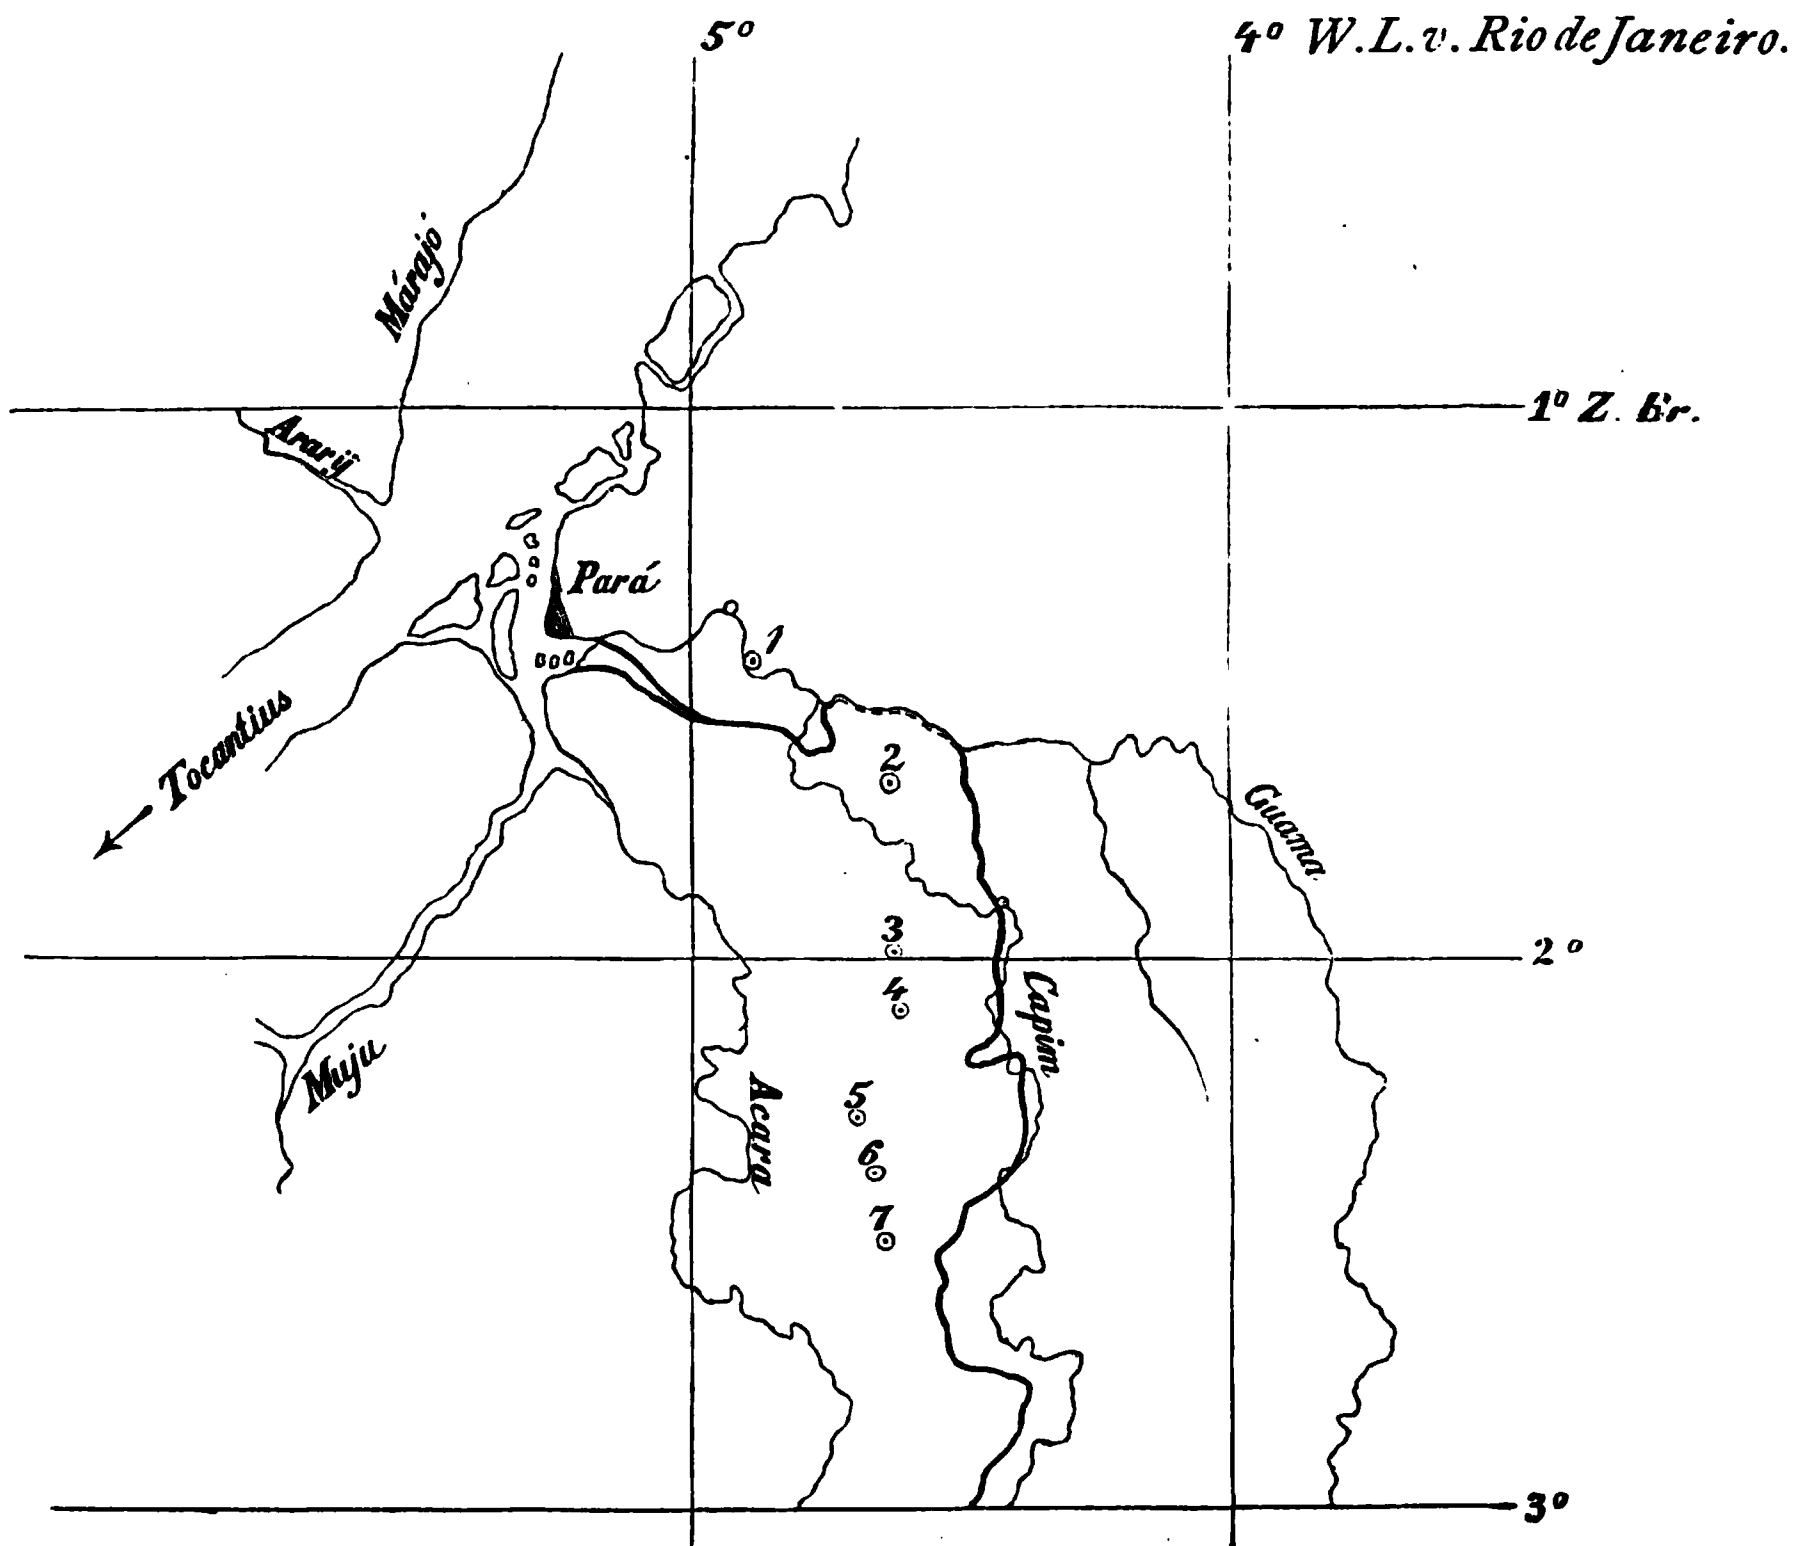 5°
4° W.L.v. Rio de Janeiro.
Márajó
1° Z. Br.
Ararÿ
Pará
1
Tocantius
2
Guama
3
2°
4
Capim
Muju
5
Acara
6
7
3°